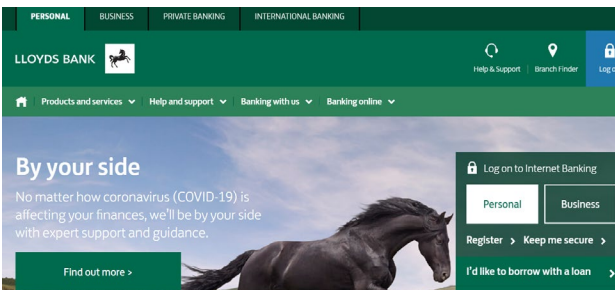 PERSONAL BUSINESS PRIVATE BANKING INTERNATIONAL BANKING
LLOYDS BANK
Help & Support Branch Finder Log
Products and services Help and support Banking with us Banking online
By your side
No matter how coronavirus (COVID-19) is
affecting your finances, we'll be by your side
with expert support and guidance.
Find out more >
Log on to Internet Banking
Personal Business
Register > Keep me secure >
I'd like to borrow with a loan >